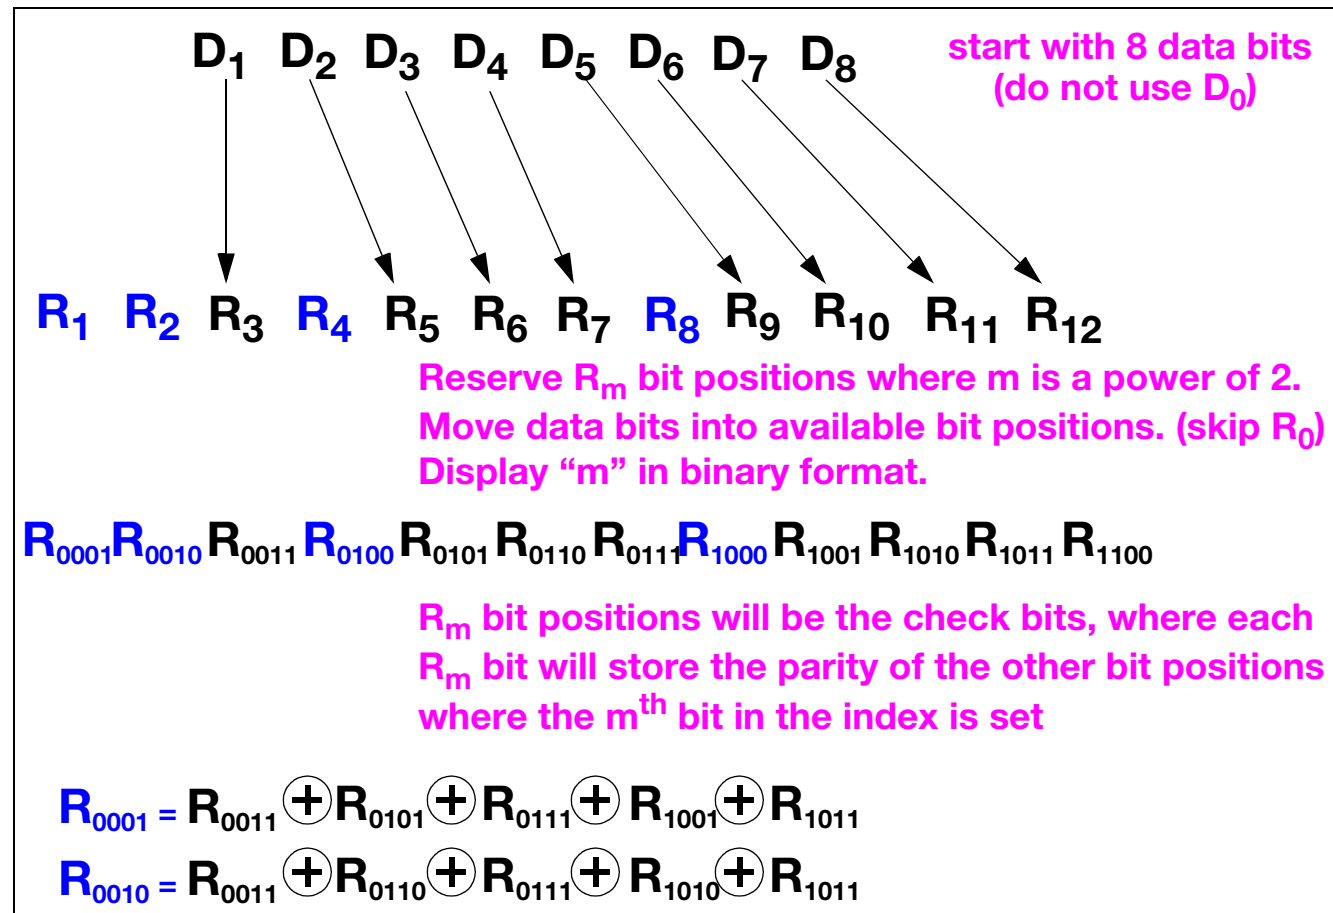 D1 D2 D3 D4 D5 D6 D7 D8
start with 8 data bits
(do not use D0)
R1 R2 R3 R4 R5 R6 R7 R8 R9 R10 R11 R12
Reserve Rm bit positions where m is a power of 2.
Move data bits into available bit positions. (skip R0)
Display “m” in binary format.
R0001 R0010 R0011 R0100 R0101 R0110 R0111 R1000 R1001 R1010 R1011 R1100
Rm bit positions will be the check bits, where each
Rm bit will store the parity of the other bit positions
where the mth bit in the index is set
R0001 = R0011 ⊕ R0101 ⊕ R0111 ⊕ R1001 ⊕ R1011
R0010 = R0011 ⊕ R0110 ⊕ R0111 ⊕ R1010 ⊕ R1011